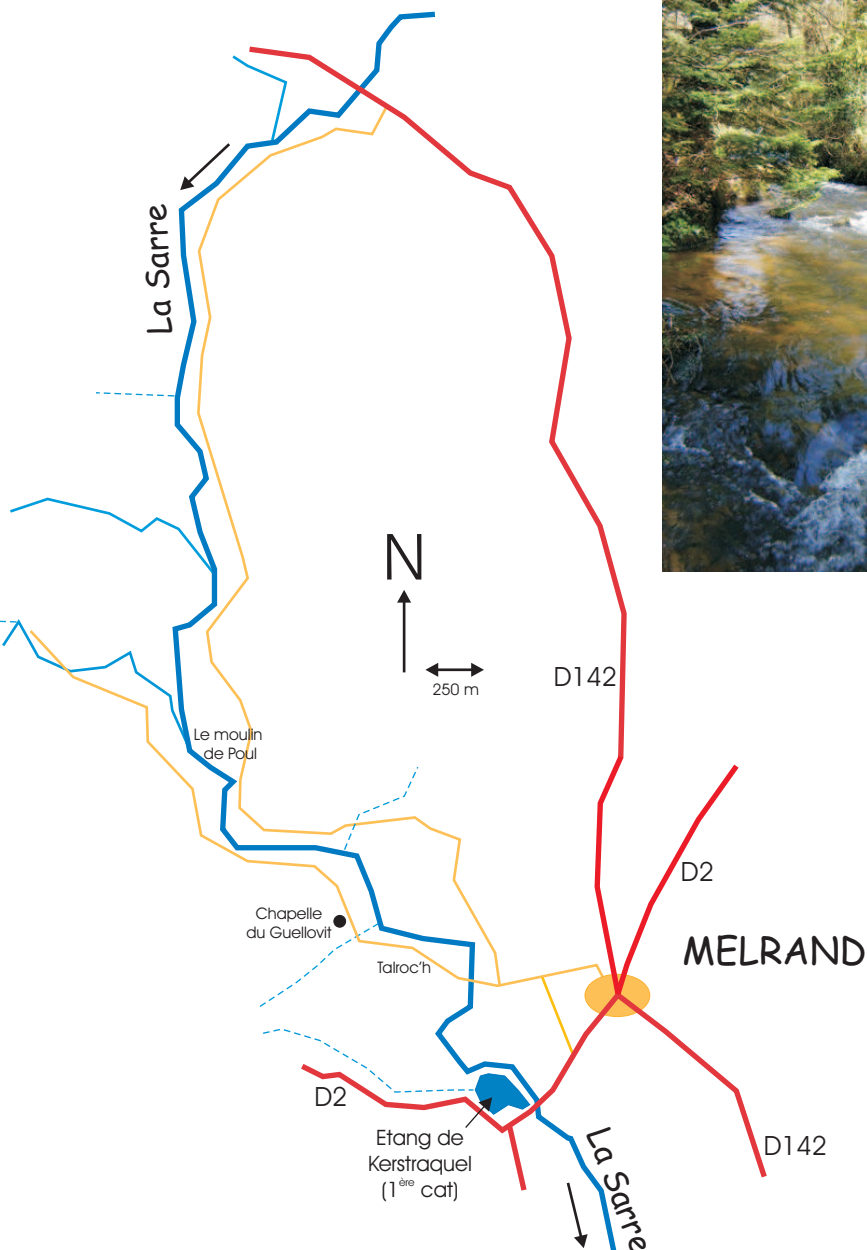 La Sarre
N
250 m
D142
Le moulin
de Poul
D2
Chapelle
du Guellovit
MELRAND
Talroc'h
D2
Etang de
Kerstraquel
(1ère cat)
D142
La Sarre